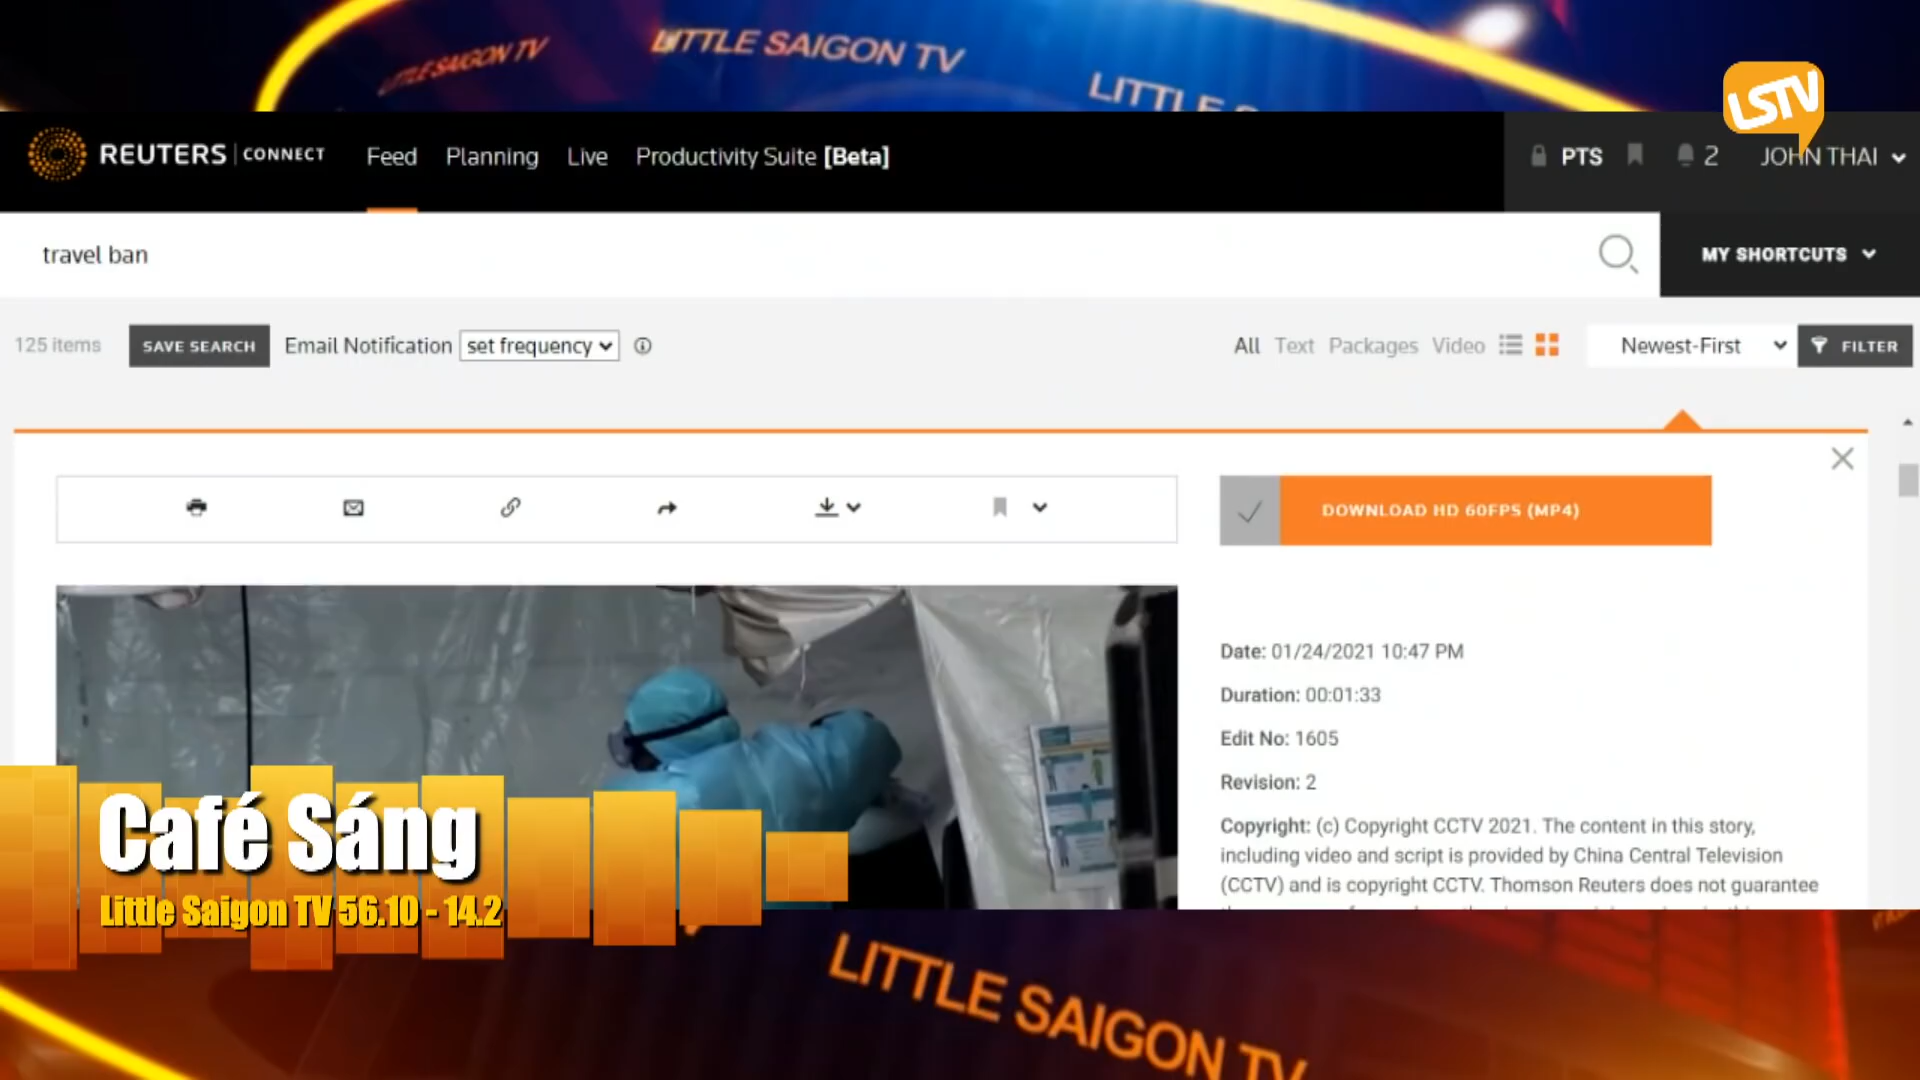 LITTLE SAIGON TV
LITTLE SAIGON TV
LITTLE
LSTV
REUTERS | CONNECT
Feed
Planning
Live
Productivity Suite [Beta]
PTS
2
JOHN THAI
travel ban
MY SHORTCUTS
125 items
SAVE SEARCH
Email Notification
set frequency
All
Text
Packages
Video
Newest-First
FILTER
DOWNLOAD HD 60FPS (MP4)
Date: 01/24/2021 10:47 PM
Duration: 00:01:33
Edit No: 1605
Revision: 2
Copyright: (c) Copyright CCTV 2021. The content in this story,
including video and script is provided by China Central Television
(CCTV) and is copyright CCTV. Thomson Reuters does not guarantee
Café Sáng
Little Saigon TV 56.10 - 14.2
LITTLE SAIGON TV